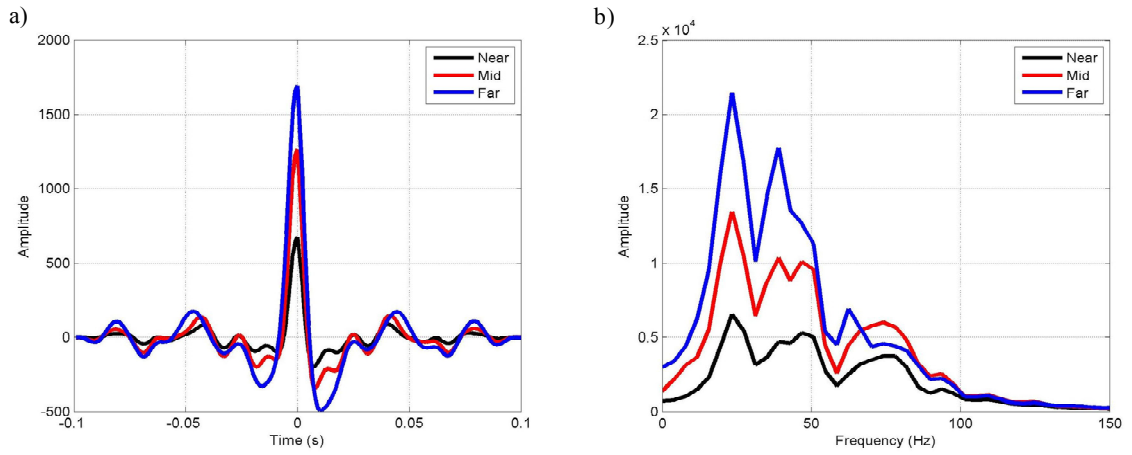 a)
2000
1500
1000
500
0
-500
Amplitude
-0.1
-0.05
0
0.05
0.1
Time (s)
Near
Mid
Far
b)
2.5 x 10^4
2
1.5
1
0.5
0
Amplitude
0
50
100
150
Frequency (Hz)
Near
Mid
Far